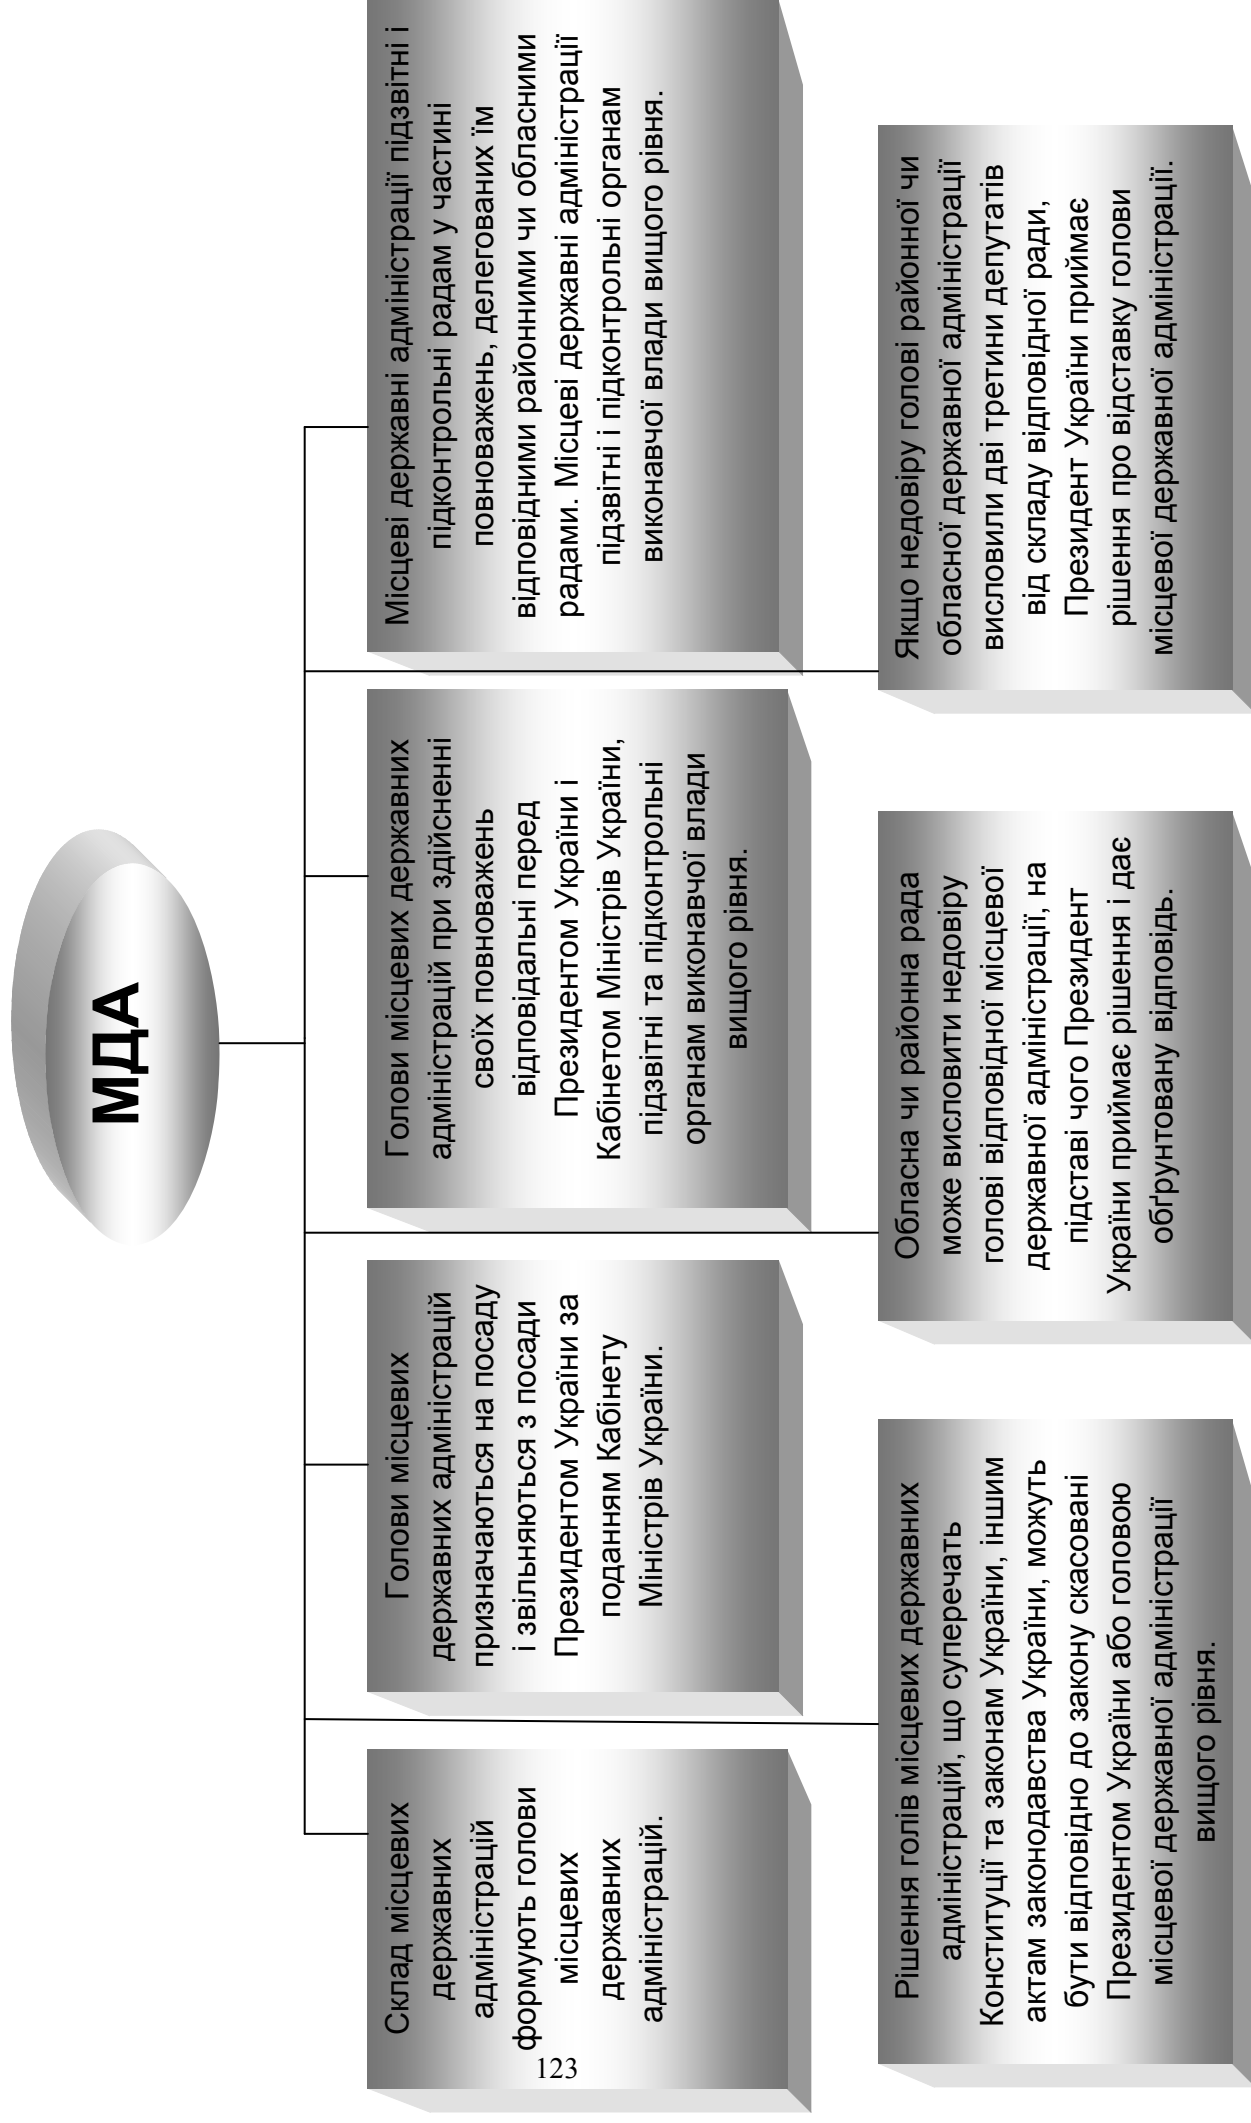 МДА
Склад місцевих
державних
адміністрацій
формують голови
місцевих
державних
адміністрацій.
Голови місцевих
державних адміністрацій
призначаються на посаду
і звільняються з посади
Президентом України за
поданням Кабінету
Міністрів України.
Голови місцевих державних
адміністрацій при здійсненні
своїх повноважень
відповідальні перед
Президентом України і
Кабінетом Міністрів України,
підзвітні та підконтрольні
органам виконавчої влади
вищого рівня.
Місцеві державні адміністрації підзвітні і
підконтрольні радам у частині
повноважень, делегованих їм
відповідними районними чи обласними
радами. Місцеві державні адміністрації
підзвітні і підконтрольні органам
виконавчої влади вищого рівня.
Рішення голів місцевих державних
адміністрацій, що суперечать
Конституції та законам України, іншим
актам законодавства України, можуть
бути відповідно до закону скасовані
Президентом України або головою
місцевої державної адміністрації
вищого рівня.
Обласна чи районна рада
може висловити недовіру
голові відповідної місцевої
державної адміністрації, на
підставі чого Президент
України приймає рішення і дає
обґрунтовану відповідь.
Якщо недовіру голові районної чи
обласної державної адміністрації
висловили дві третини депутатів
від складу відповідної ради,
Президент України приймає
рішення про відставку голови
місцевої державної адміністрації.
123